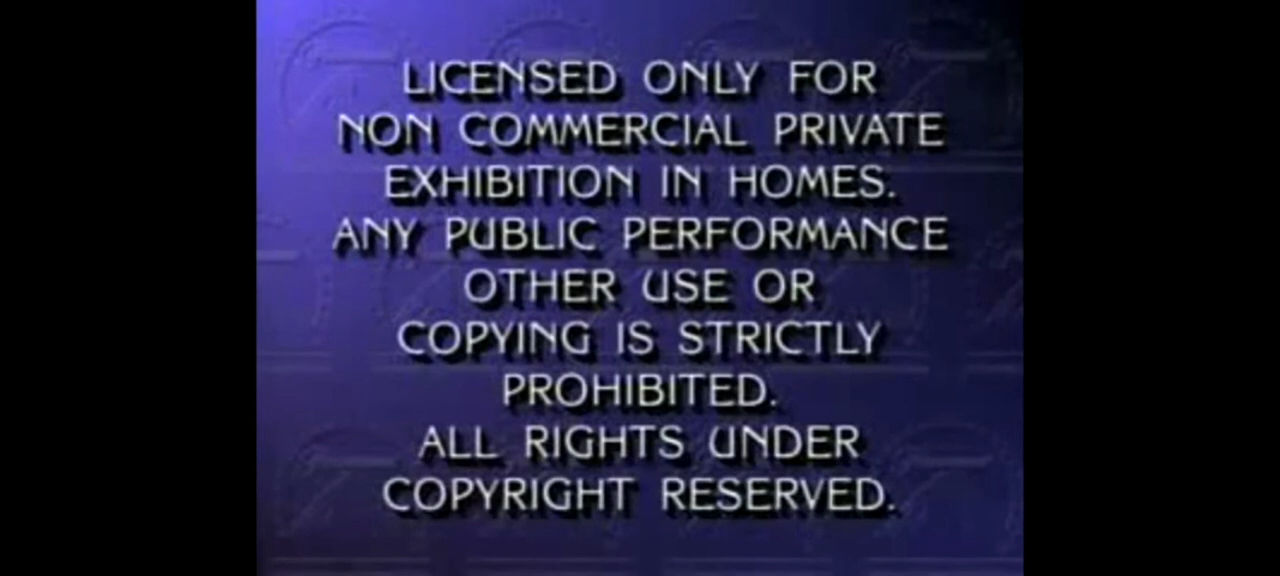 LICENSED ONLY FOR
NON COMMERCIAL PRIVATE
EXHIBITION IN HOMES.
ANY PUBLIC PERFORMANCE
OTHER USE OR
COPYING IS STRICTLY
PROHIBITED.
ALL RIGHTS UNDER
COPYRIGHT RESERVED.